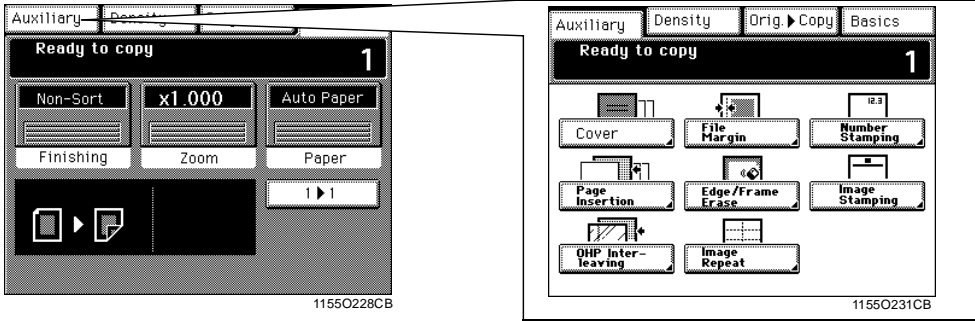 Auxiliary
Ready to copy
1
Non-Sort
x1.000
Auto Paper
Finishing
Zoom
Paper
1▶1
1155O228CB
Auxiliary Density Orig.▶Copy Basics
Ready to copy
1
Cover
File
Margin
12.3
Number
Stamping
Page
Insertion
Edge/Frame
Erase
Image
Stamping
OHP Inter-
leaving
Image
Repeat
1155O231CB